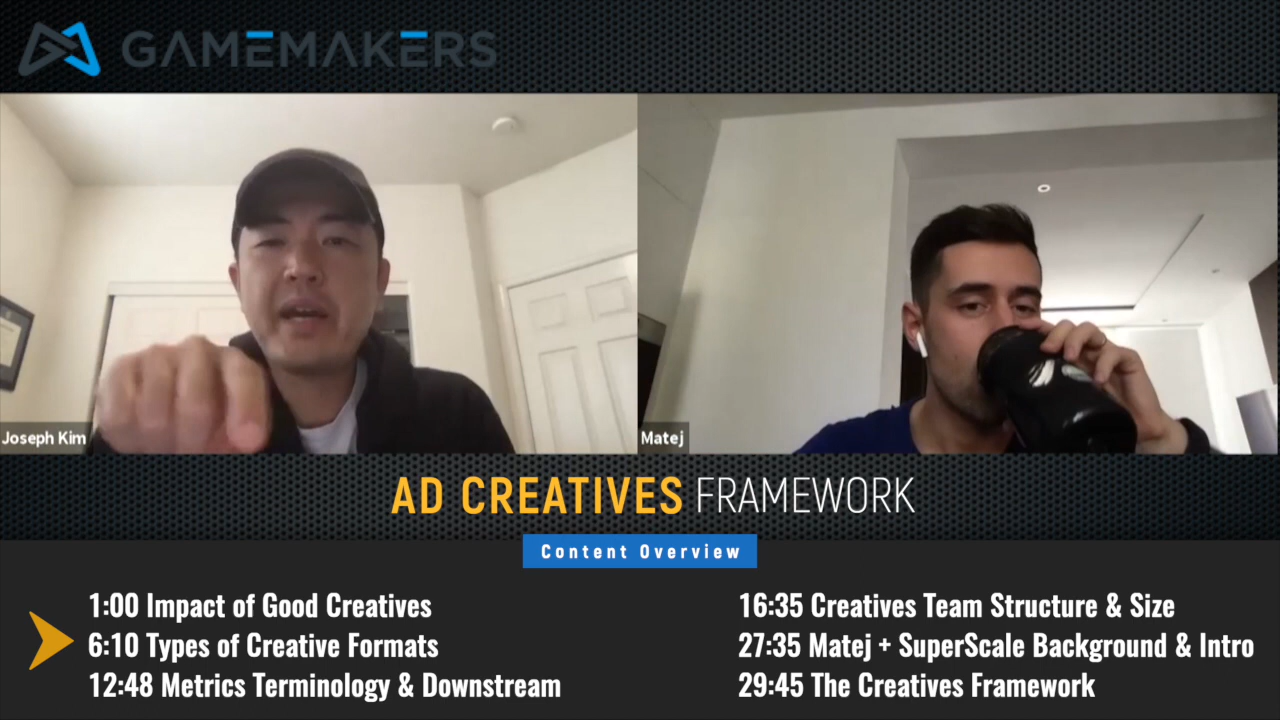 GAMEMAKERS
Joseph Kim
Matej
AD CREATIVES FRAMEWORK
Content Overview
1:00 Impact of Good Creatives
6:10 Types of Creative Formats
12:48 Metrics Terminology & Downstream
16:35 Creatives Team Structure & Size
27:35 Matej + SuperScale Background & Intro
29:45 The Creatives Framework